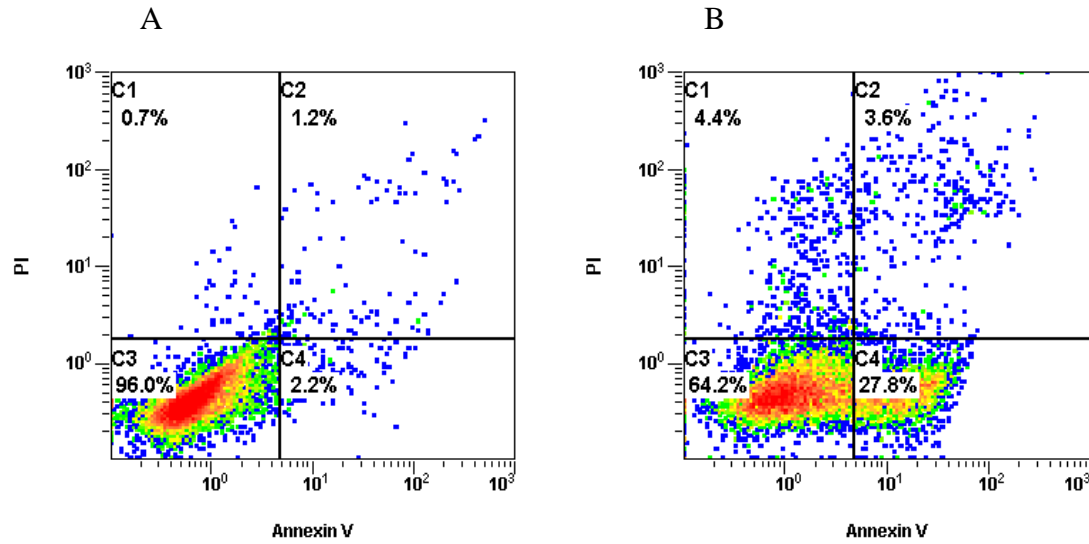 A
B
10³
C1
0.7%
C2
1.2%
10²
PI
10¹
10⁰
C3
96.0%
C4
2.2%
10⁰
10¹
10²
10³
Annexin V
10³
C1
4.4%
C2
3.6%
10²
PI
10¹
10⁰
C3
64.2%
C4
27.8%
10⁰
10¹
10²
10³
Annexin V